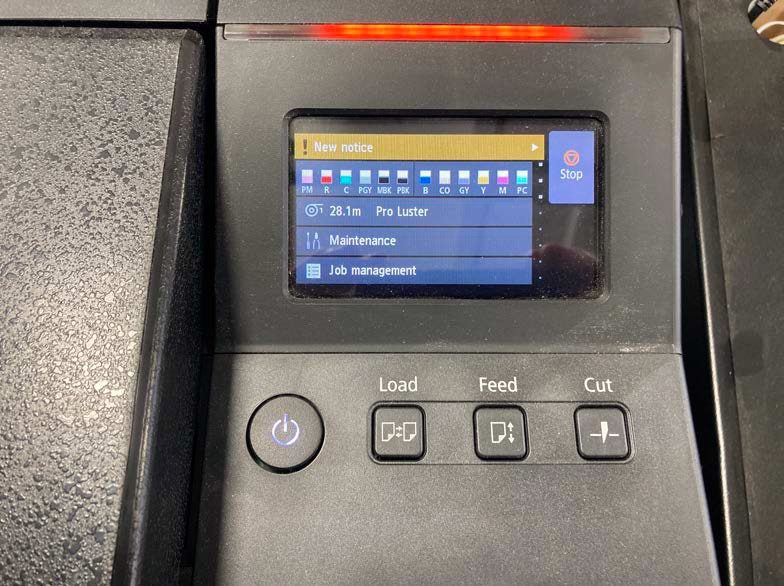 New notice
Stop
PM R C PGY MBK PBK B CO GY Y M PC
1 28.1m Pro Luster
Maintenance
Job management
Load Feed Cut